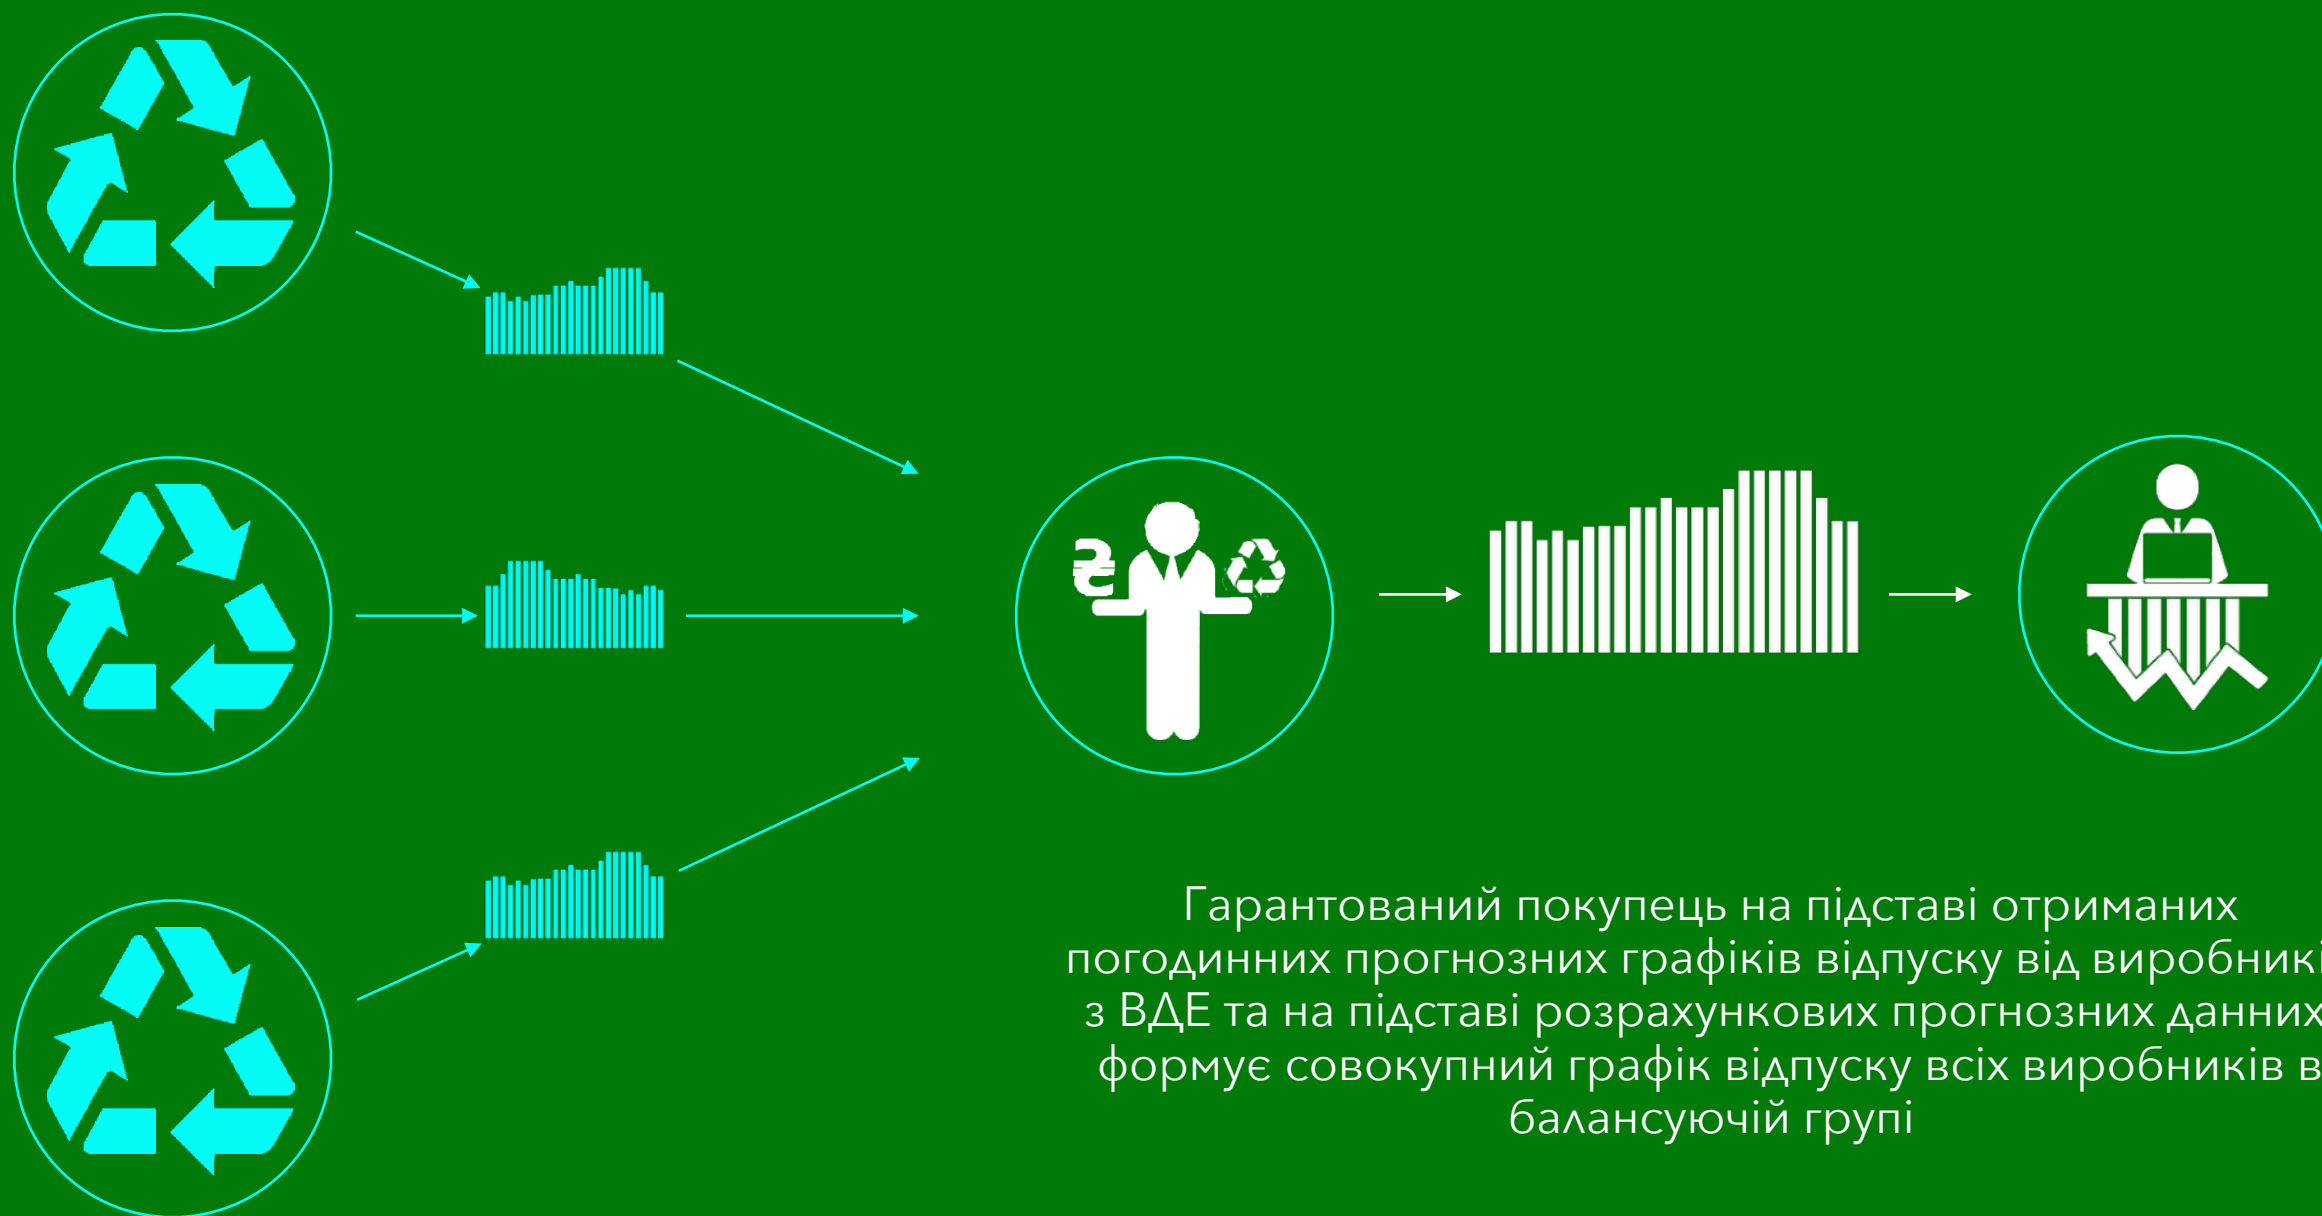 Гарантований покупець на підставі отриманих
погодинних прогнозних графіків відпуску від виробникі
з ВДЕ та на підставі розрахункових прогнозних данних
формує совокупний графік відпуску всіх виробників в
балансуючій групі